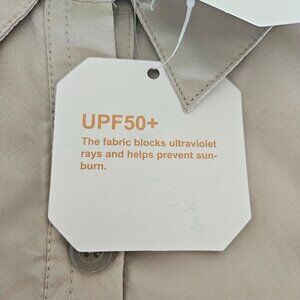 UPF50+
The fabric blocks ultraviolet
rays and helps prevent sun-
burn.